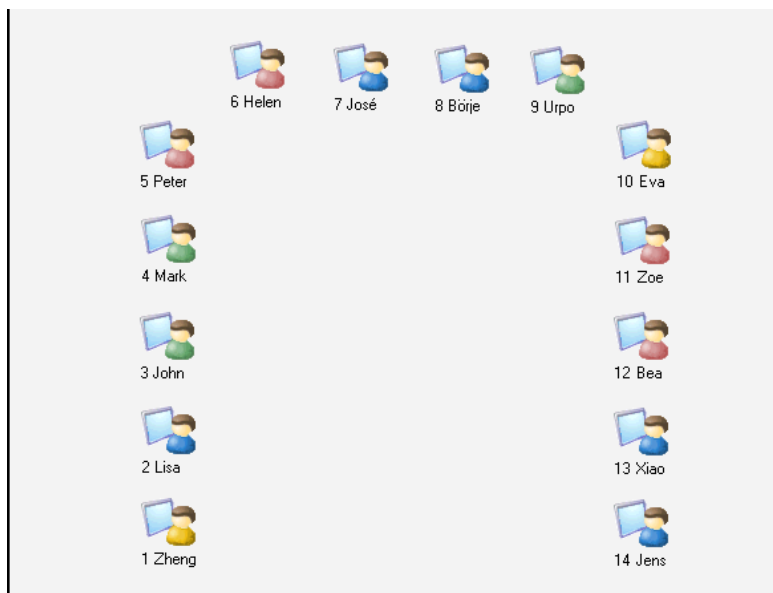 6 Helen
7 José
8 Börje
9 Urpo
5 Peter
10 Eva
4 Mark
11 Zoe
3 John
12 Bea
2 Lisa
13 Xiao
1 Zheng
14 Jens